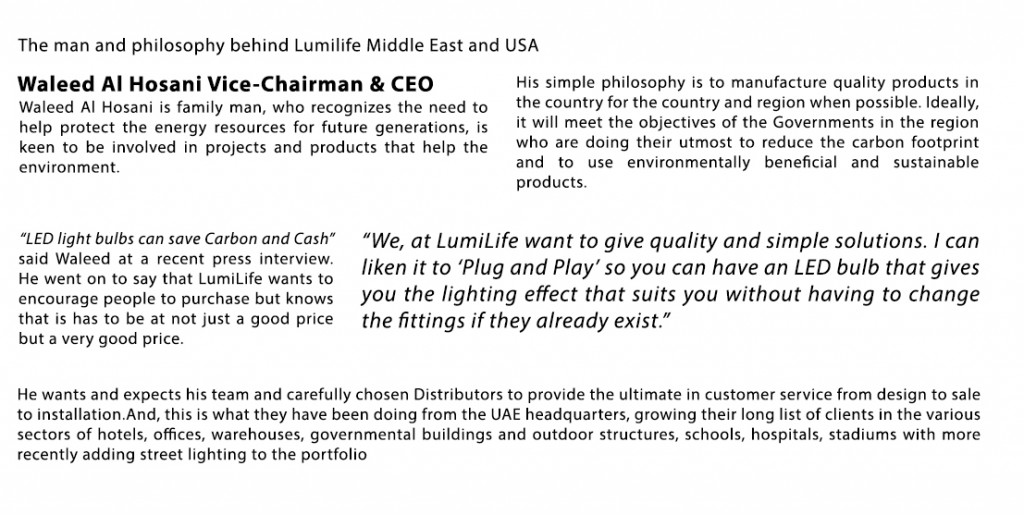 The man and philosophy behind Lumilife Middle East and USA
Waleed Al Hosani Vice-Chairman & CEO
Waleed Al Hosani is family man, who recognizes the need to
help protect the energy resources for future generations, is
keen to be involved in projects and products that help the
environment.
His simple philosophy is to manufacture quality products in
the country for the country and region when possible. Ideally,
it will meet the objectives of the Governments in the region
who are doing their utmost to reduce the carbon footprint
and to use environmentally beneficial and sustainable
products.
“LED light bulbs can save Carbon and Cash”
said Waleed at a recent press interview.
He went on to say that LumiLife wants to
encourage people to purchase but knows
that is has to be at not just a good price
but a very good price.
“We, at LumiLife want to give quality and simple solutions. I can
liken it to ‘Plug and Play’ so you can have an LED bulb that gives
you the lighting effect that suits you without having to change
the fittings if they already exist.”
He wants and expects his team and carefully chosen Distributors to provide the ultimate in customer service from design to sale
to installation.And, this is what they have been doing from the UAE headquarters, growing their long list of clients in the various
sectors of hotels, offices, warehouses, governmental buildings and outdoor structures, schools, hospitals, stadiums with more
recently adding street lighting to the portfolio